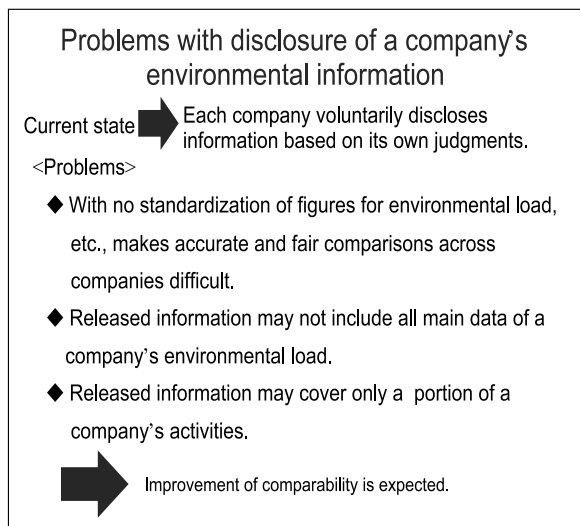 Problems with disclosure of a company's
environmental information
Current state
Each company voluntarily discloses
information based on its own judgments.
<Problems>
◆ With no standardization of figures for environmental load,
etc., makes accurate and fair comparisons across
companies difficult.
◆ Released information may not include all main data of a
company's environmental load.
◆ Released information may cover only a portion of a
company's activities.
Improvement of comparability is expected.